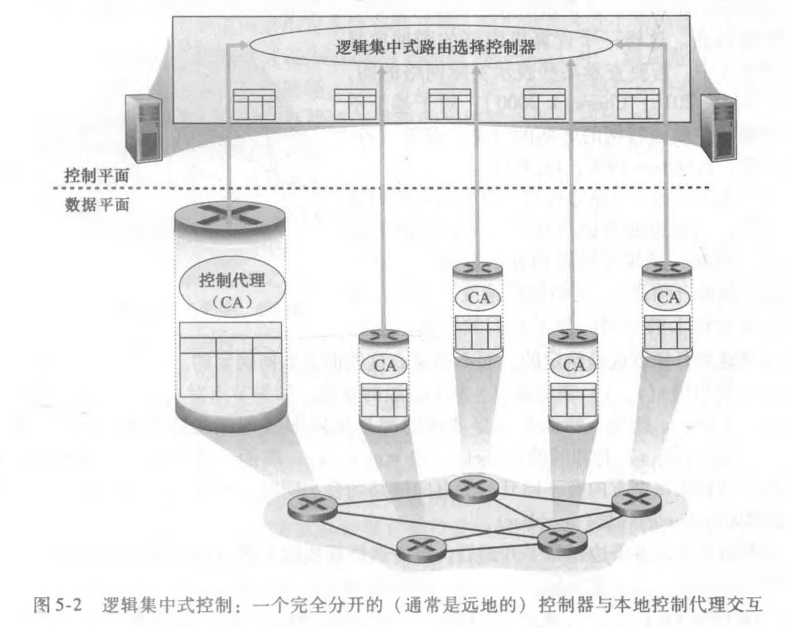 逻辑集中式路由选择控制器
控制平面
数据平面
控制代理
（CA）
CA
CA
CA
CA
图 5-2 逻辑集中式控制：一个完全分开的（通常是远地的）控制器与本地控制代理交互